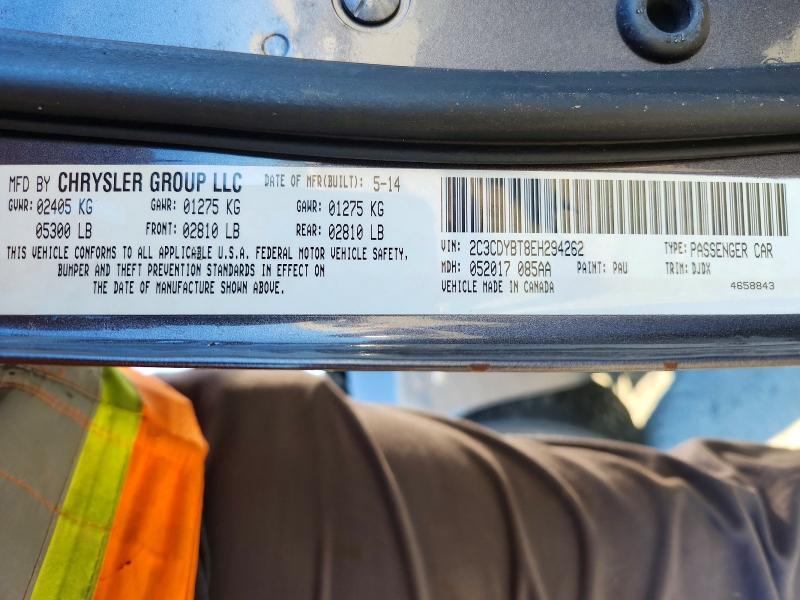 MFD BY CHRYSLER GROUP LLC DATE OF MFR(BUILT): 5-14
GVWR: 02405 KG GAWR: 01275 KG GAWR: 01275 KG
05300 LB FRONT: 02810 LB REAR: 02810 LB
THIS VEHICLE CONFORMS TO ALL APPLICABLE U.S.A. FEDERAL MOTOR VEHICLE SAFETY,
BUMPER AND THEFT PREVENTION STANDARDS IN EFFECT ON
THE DATE OF MANUFACTURE SHOWN ABOVE.
VIN: 2C3CDYBT8EH294262 TYPE: PASSENGER CAR
MDH: 052017 085AA PAINT: PAU TRIM: DJDX
VEHICLE MADE IN CANADA 4658843